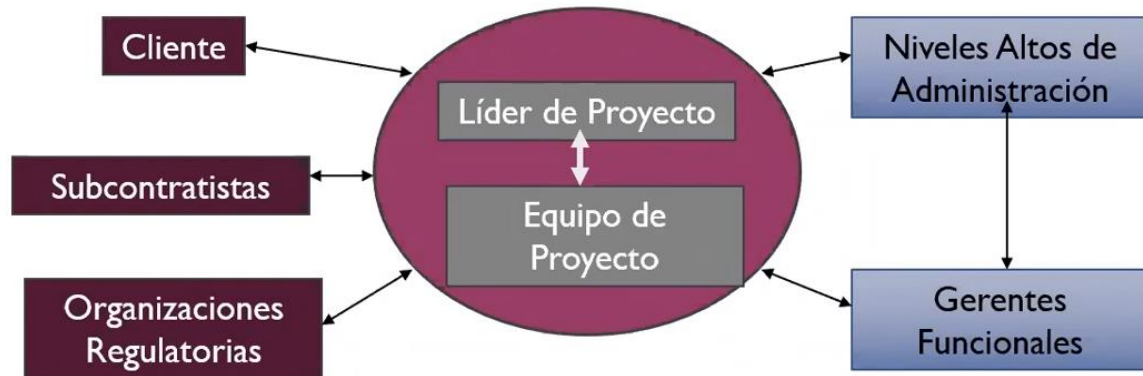 Cliente
Niveles Altos de
Administración
Líder de Proyecto
Subcontratistas
Equipo de
Proyecto
Organizaciones
Regulatorias
Gerentes
Funcionales